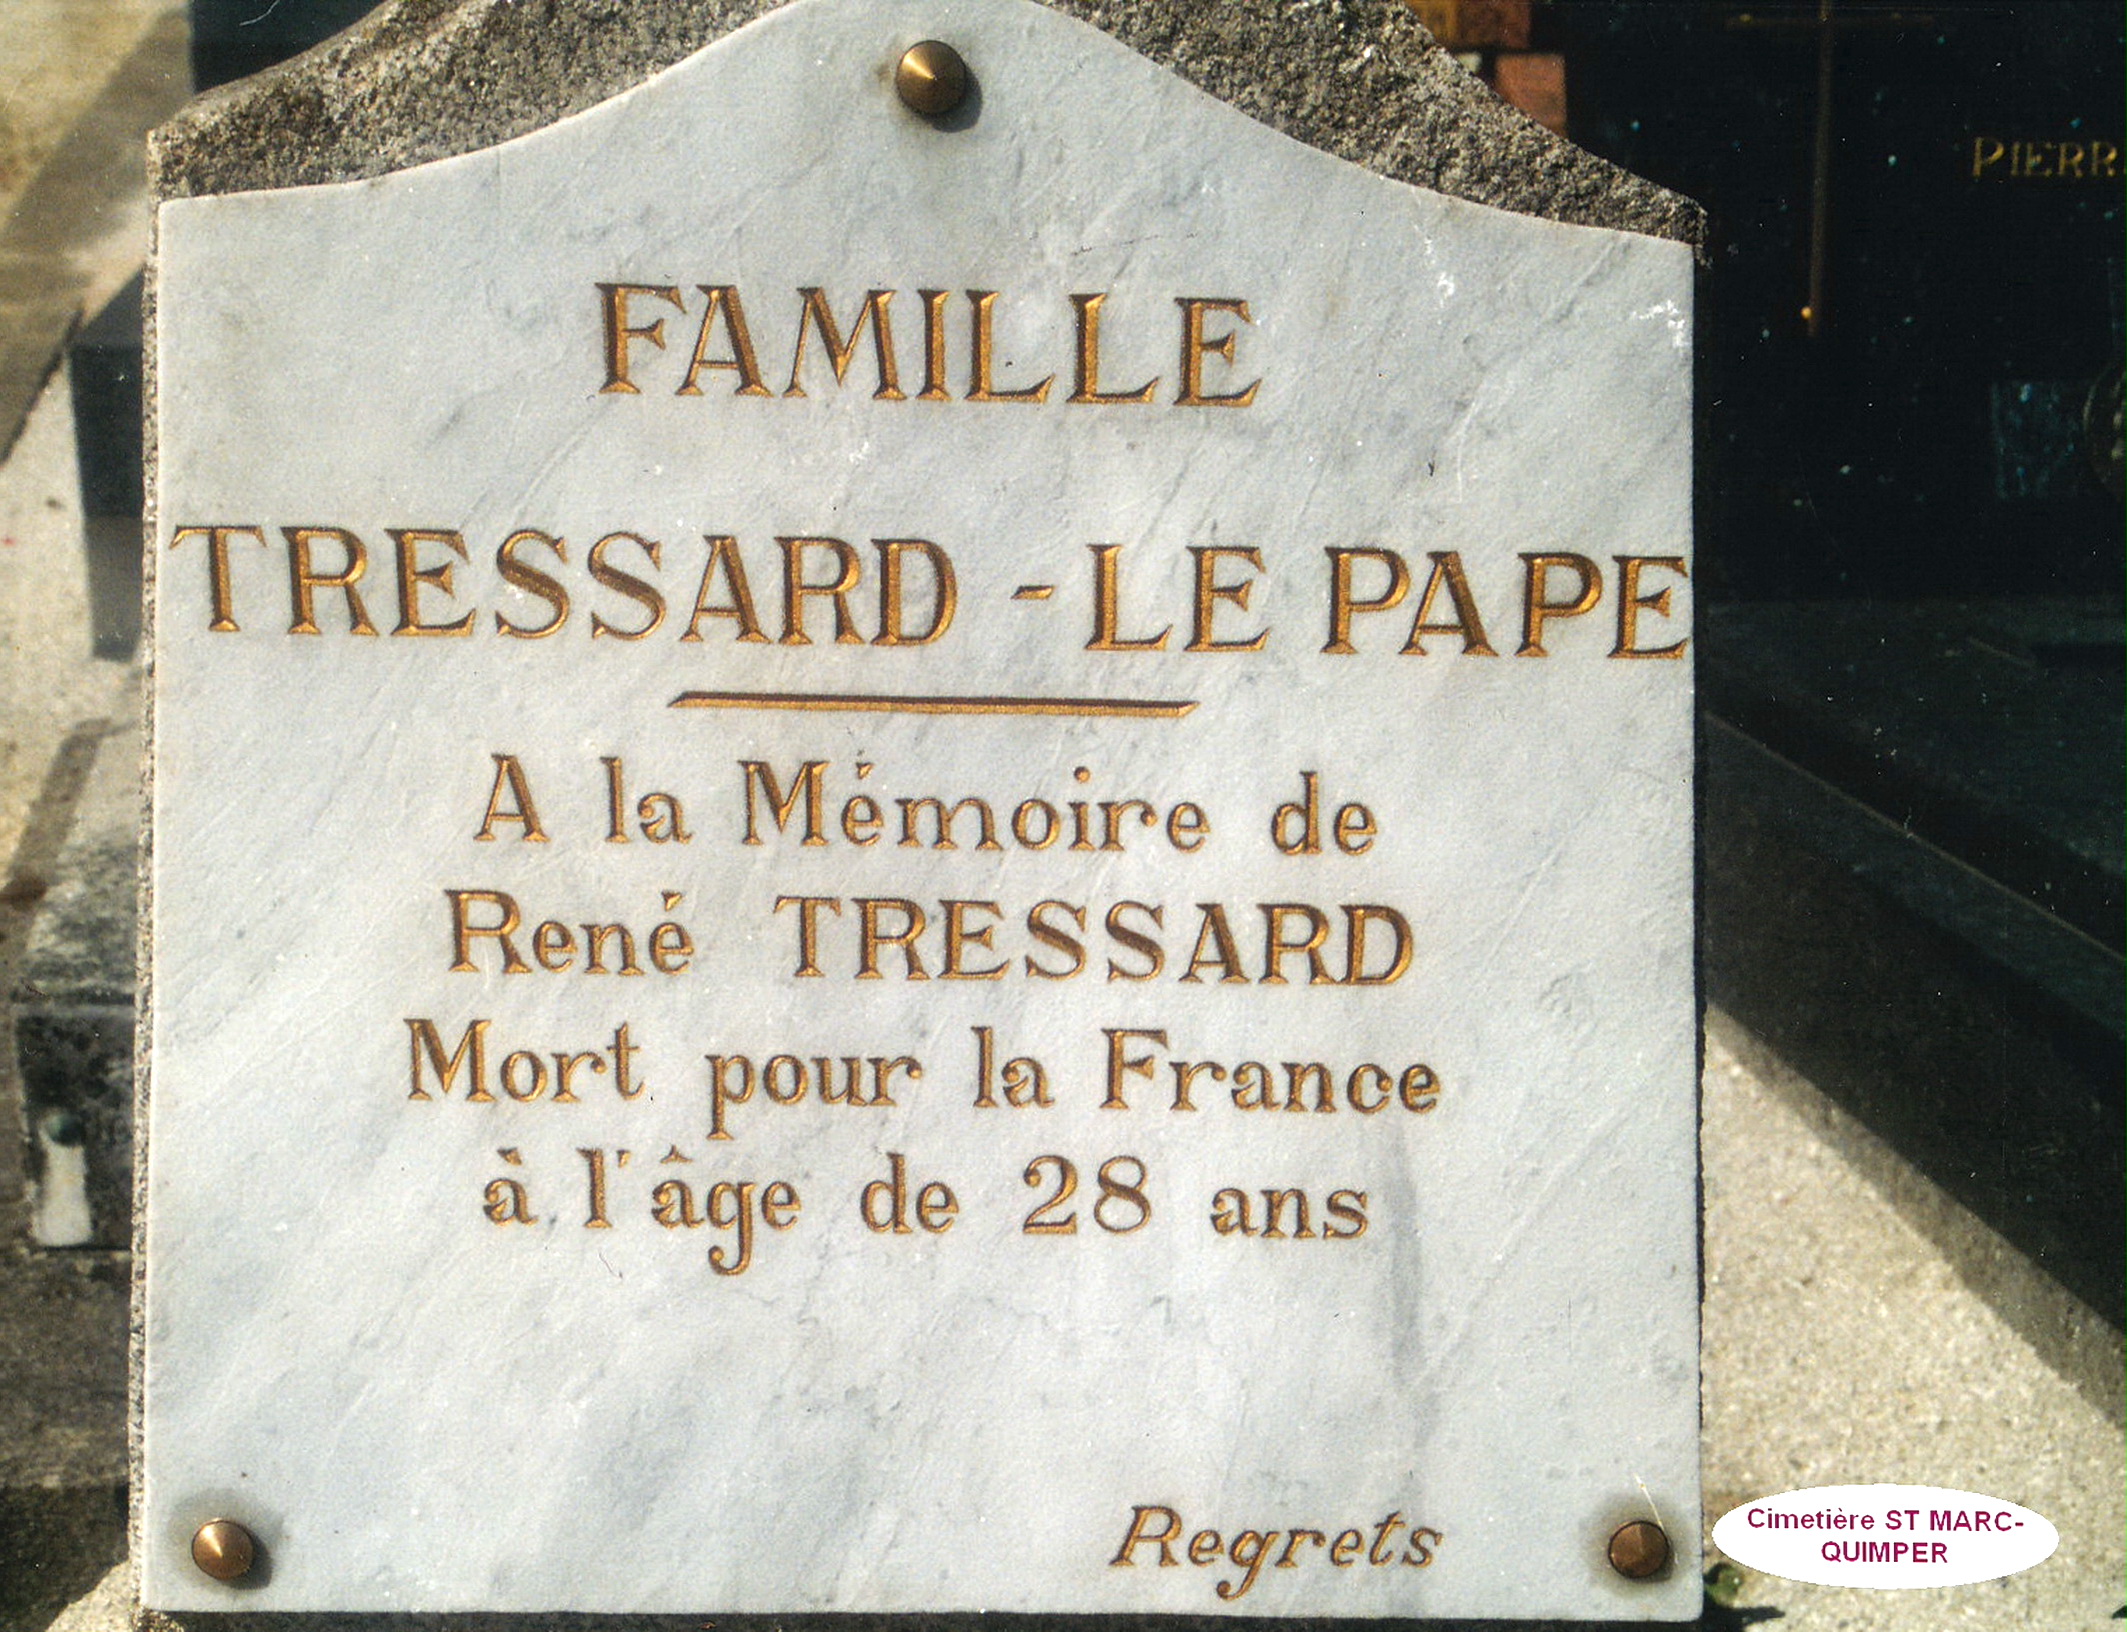 FAMILLE
TRESSARD - LE PAPE
A la Mémoire de
René TRESSARD
Mort pour la France
à l'âge de 28 ans
Regrets
Cimetière ST MARC-
QUIMPER